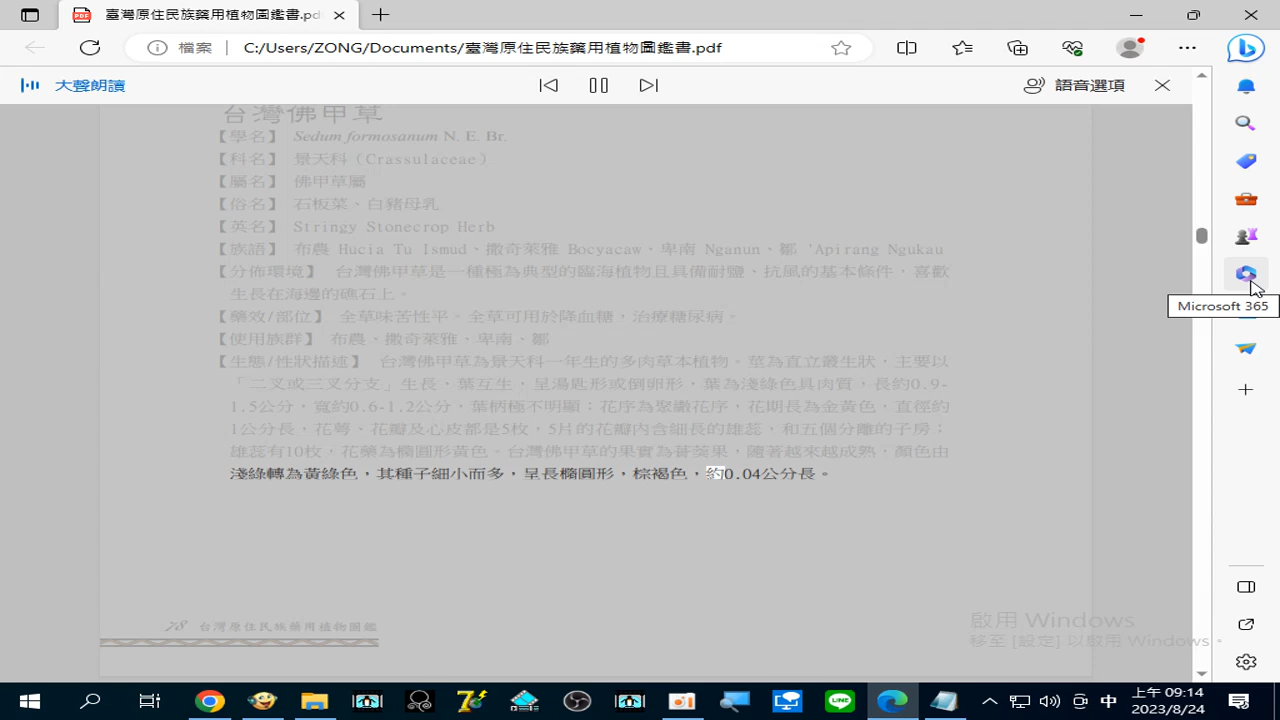 臺灣原住民族藥用植物圖鑑書.pd
檔案
C:/Users/ZONG/Documents/臺灣原住民族藥用植物圖鑑書.pdf
大聲朗讀
語音選項
台灣佛甲草
【學名】 Sedum formosanum N. E. Br.
【科名】 景天科（Crassulaceae）
【屬名】 佛甲草屬
【俗名】 石板菜、白豬母乳
【英名】 Stringy Stonecrop Herb
【族語】 布農 Hucia Tu Ismud、撒奇萊雅 Bocyacaw、卑南 Nganun、鄒 'Apirang Ngukau
【分佈環境】 台灣佛甲草是一種極為典型的臨海植物且具備耐鹽、抗風的基本條件，喜歡
生長在海邊的礁石上。
【藥效/部位】 全草味苦性平。全草可用於降血糖，治療糖尿病。
【使用族群】 布農、撒奇萊雅、卑南、鄒
【生態/性狀描述】 台灣佛甲草為景天科一年生的多肉草本植物。莖為直立叢生狀，主要以
「二叉或三叉分支」生長，葉互生，呈湯匙形或倒卵形，葉為淺綠色具肉質，長約0.9-
1.5公分，寬約0.6-1.2公分，葉柄極不明顯；花序為聚繖花序，花期長為金黃色，直徑約
1公分長，花萼、花瓣及心皮都是5枚，5片的花瓣內含細長的雄蕊，和五個分離的子房；
雄蕊有10枚，花藥為橢圓形黃色。台灣佛甲草的果實為蓇葖果，隨著越來越成熟，顏色由
淺綠轉為黃綠色，其種子細小而多，呈長橢圓形，棕褐色，約0.04公分長。
78 台灣原住民族藥用植物圖鑑
Microsoft 365
啟用 Windows
移至 [設定] 以啟用 Windows。
中
上午 09:14
2023/8/24